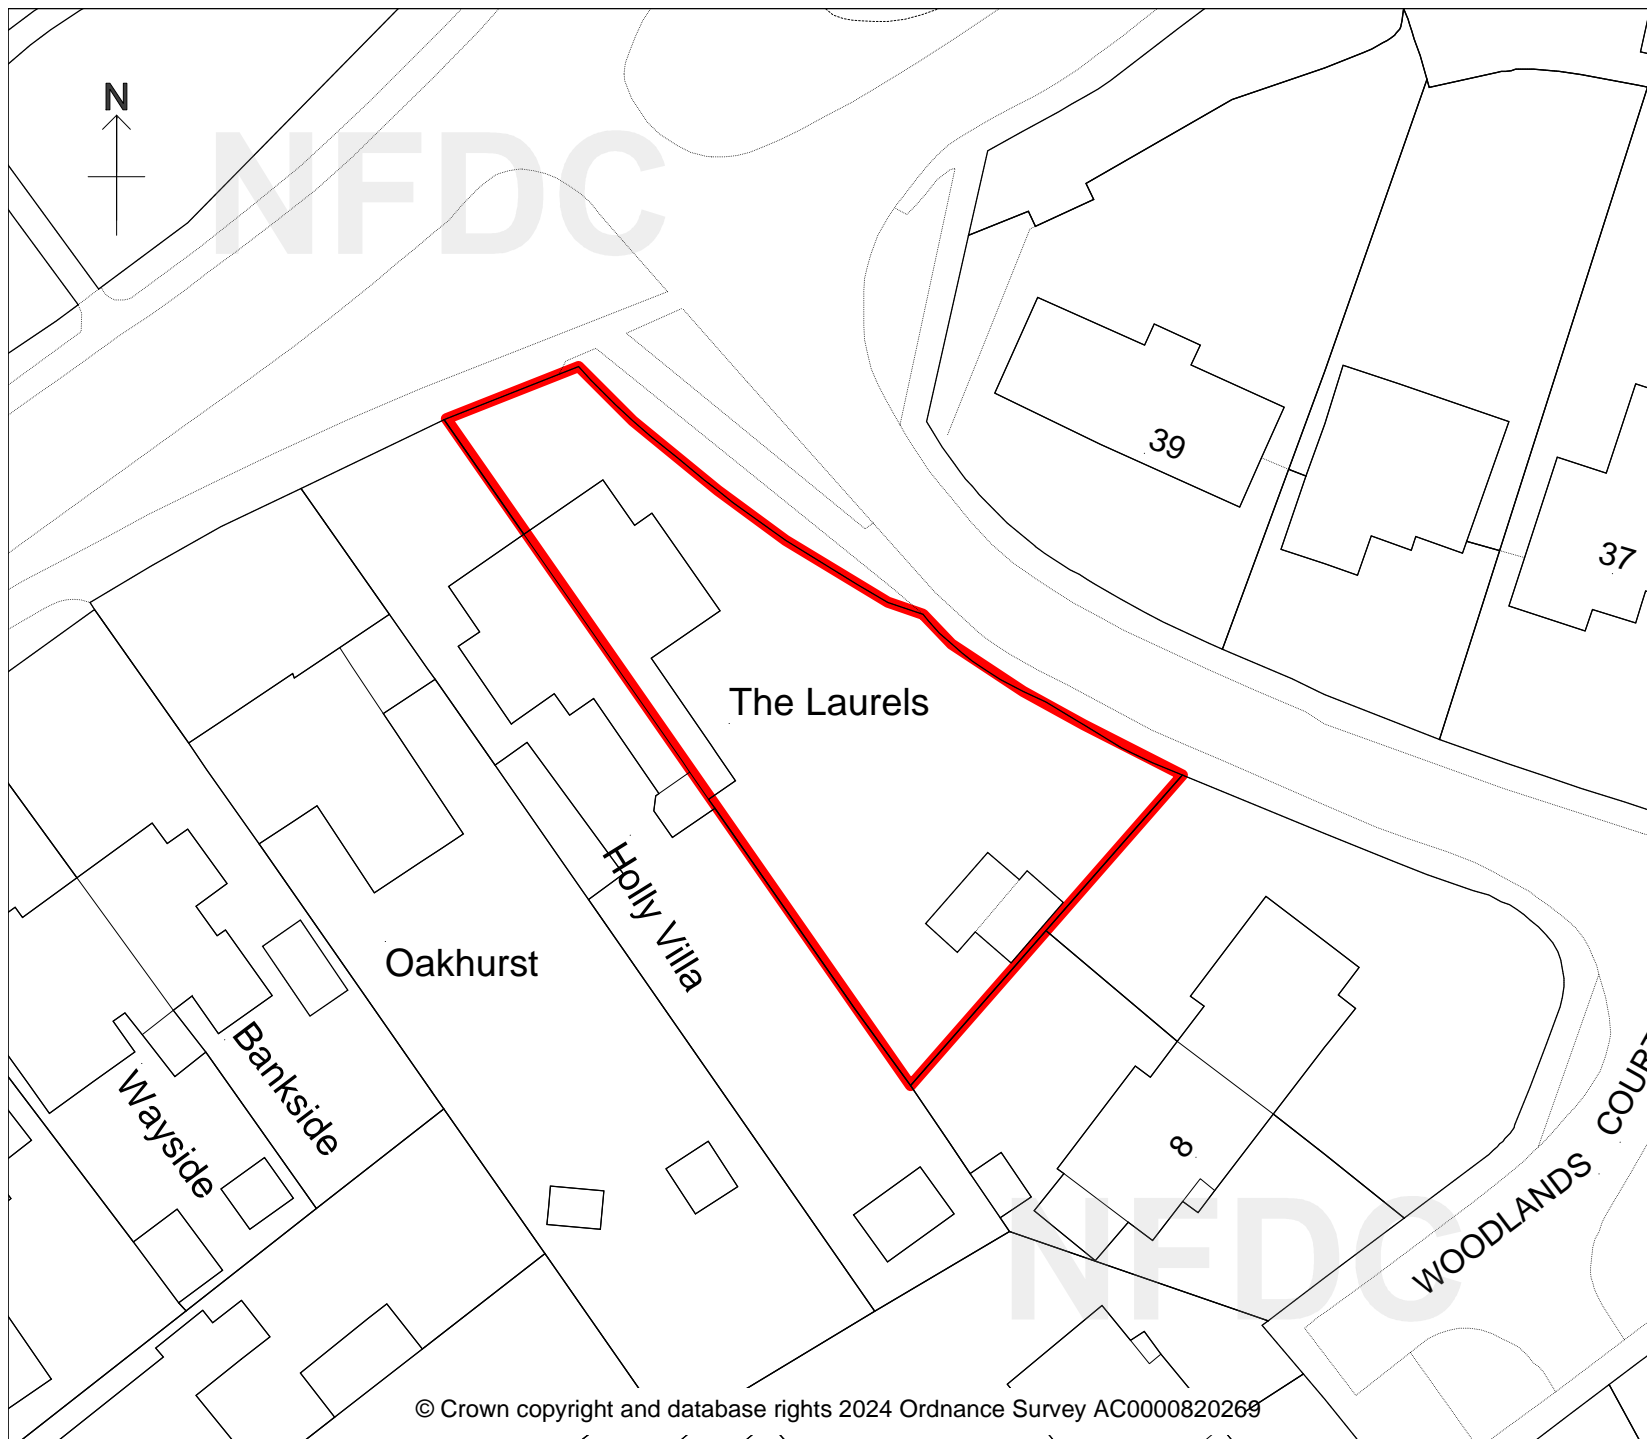 N
NFDC
39
37
The Laurels
Holly Villa
Oakhurst
Bankside
Wayside
8
WOODLANDS COURT
NFDC
© Crown copyright and database rights 2024 Ordnance Survey AC0000820269